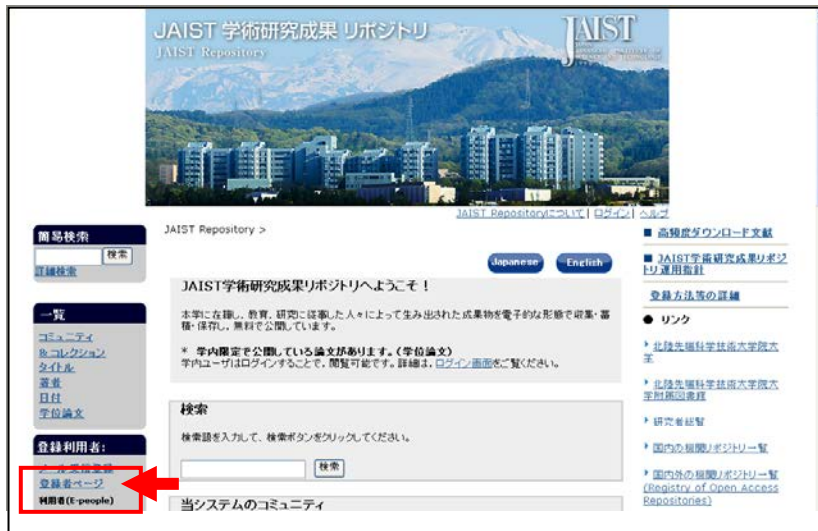 JAIST 学術研究成果 リポジトリ
JAIST Repository
JAIST
JAIST Repositoryについて | ログイン | ヘルプ
簡易検索
検索
詳細検索
一覧
コミュニティ
& コレクション
タイトル
著者
日付
学位論文
登録利用者:
メール受信登録
登録者ページ
利用者(E-people)
JAIST Repository >
Japanese English
JAIST学術研究成果リポジトリへようこそ！
本学に在籍し、教育、研究に従事した人々によって生み出された成果物を電子的な形態で収集・蓄
積・保存し、無料で公開しています。
* 学内限定で公開している論文があります。(学位論文)
学内ユーザはログインすることで、閲覧可能です。詳細は、ログイン画面をご覧ください。
検索
検索語を入力して、検索ボタンをクリックしてください。
検索
当システムのコミュニティ
■ 高頻度ダウンロード文献
■ JAIST学術研究成果リポジ
トリ運用指針
登録方法等の詳細
● リンク
北陸先端科学技術大学院大
学
北陸先端科学技術大学院大
学附属図書館
研究者総覧
国内の機関リポジトリ一覧
国内外の機関リポジトリ一覧
(Registry of Open Access
Repositories)